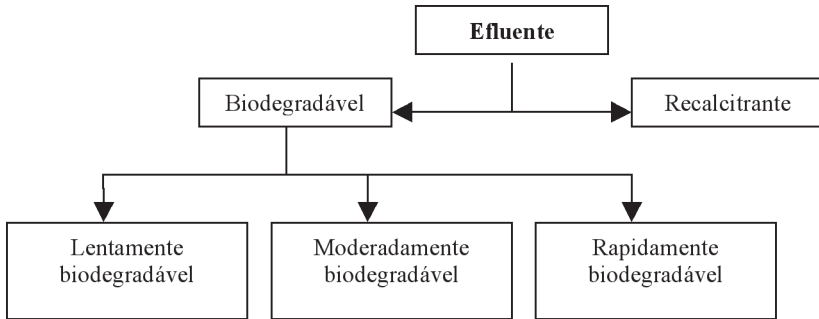 Efluente
Biodegradável
Recalcitrante
Lentamente
biodegradável
Moderadamente
biodegradável
Rapidamente
biodegradável